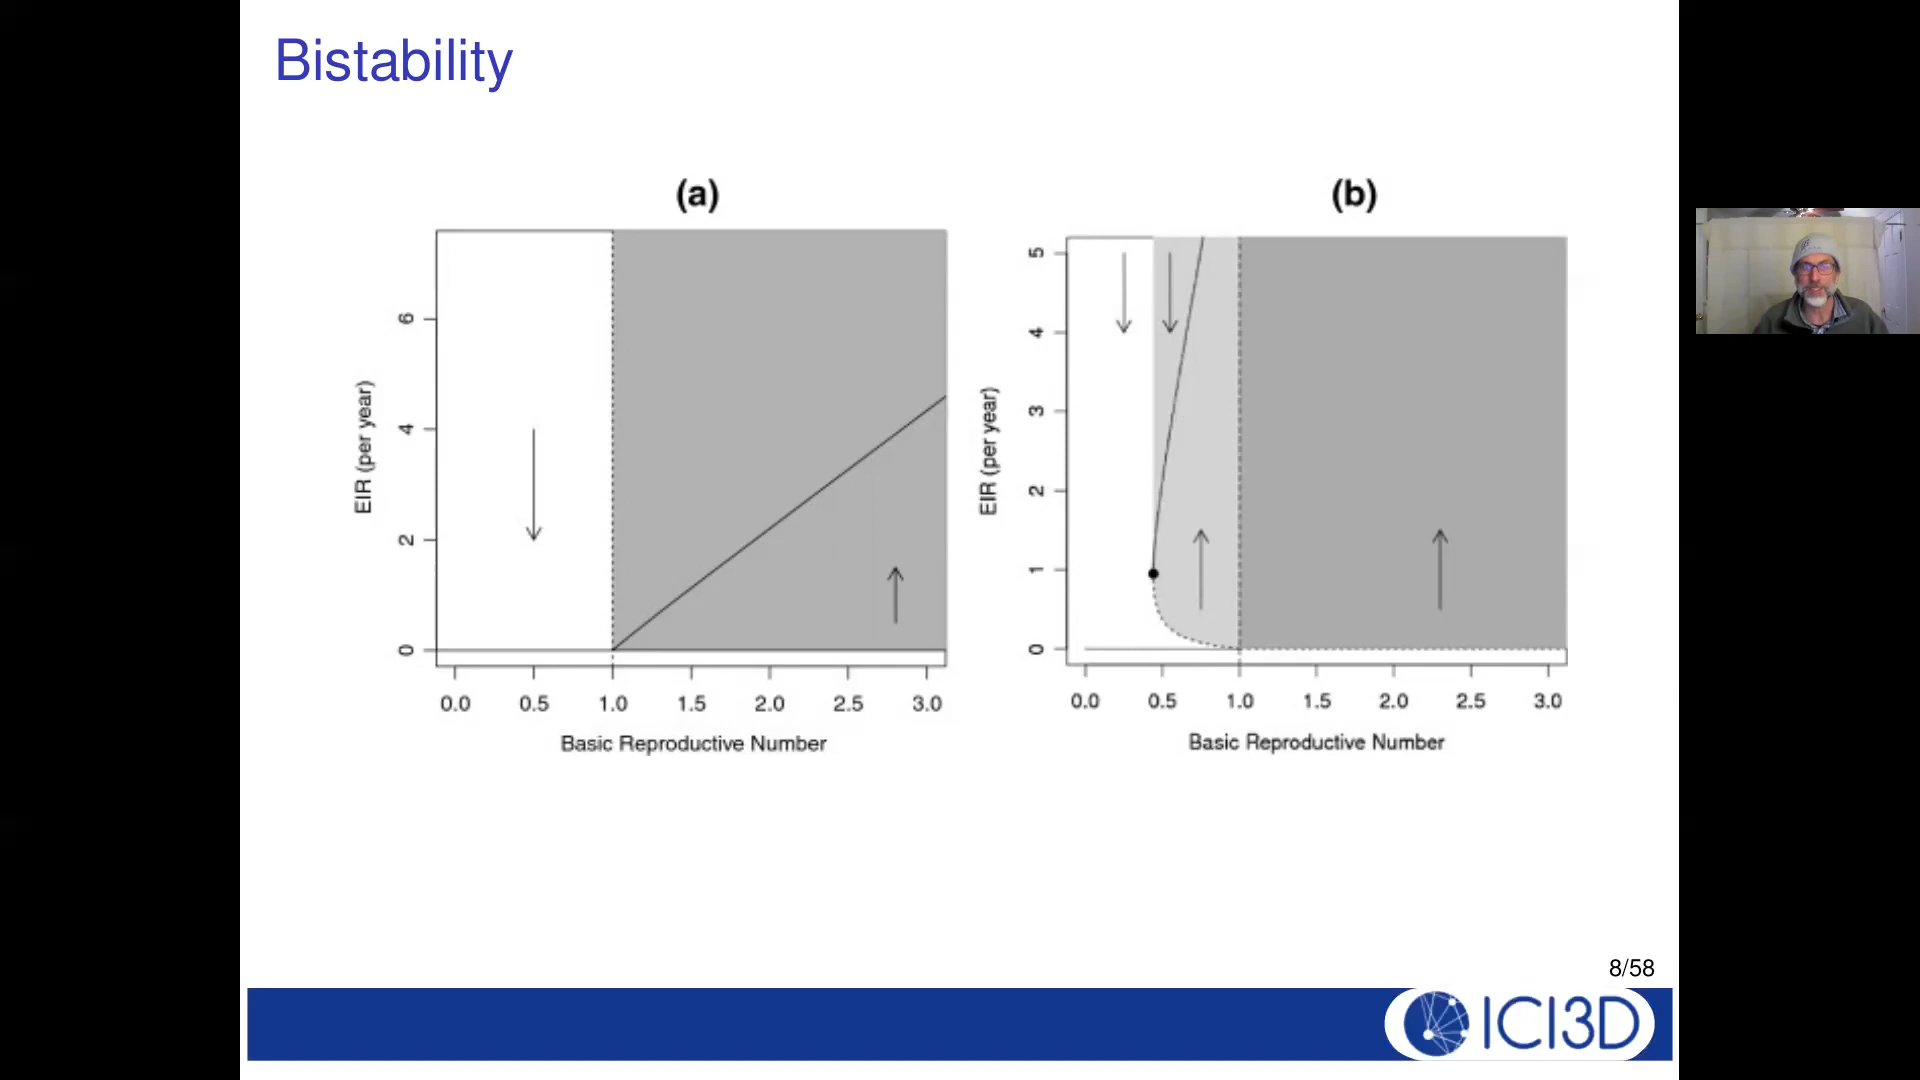 Bistability
(a)
EIR (per year)
6
4
2
0
0.0 0.5 1.0 1.5 2.0 2.5 3.0
Basic Reproductive Number
(b)
EIR (per year)
5
4
3
2
1
0
0.0 0.5 1.0 1.5 2.0 2.5 3.0
Basic Reproductive Number
8/58
ICI3D